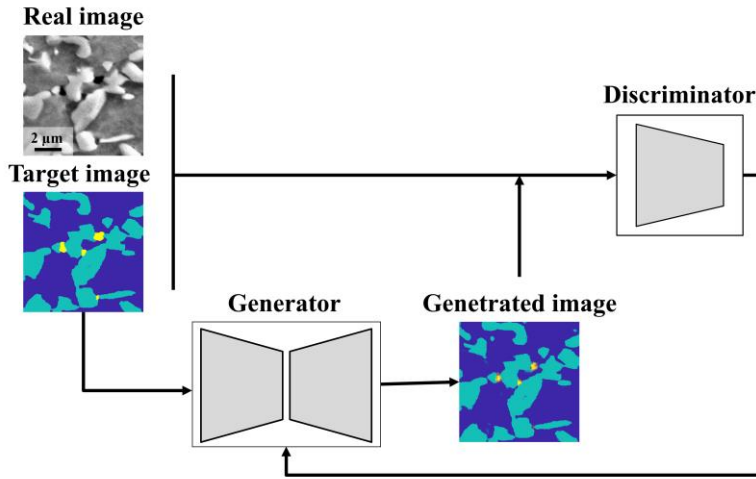 Real image
2 μm
Target image
Discriminator
Generator
Genetrated image